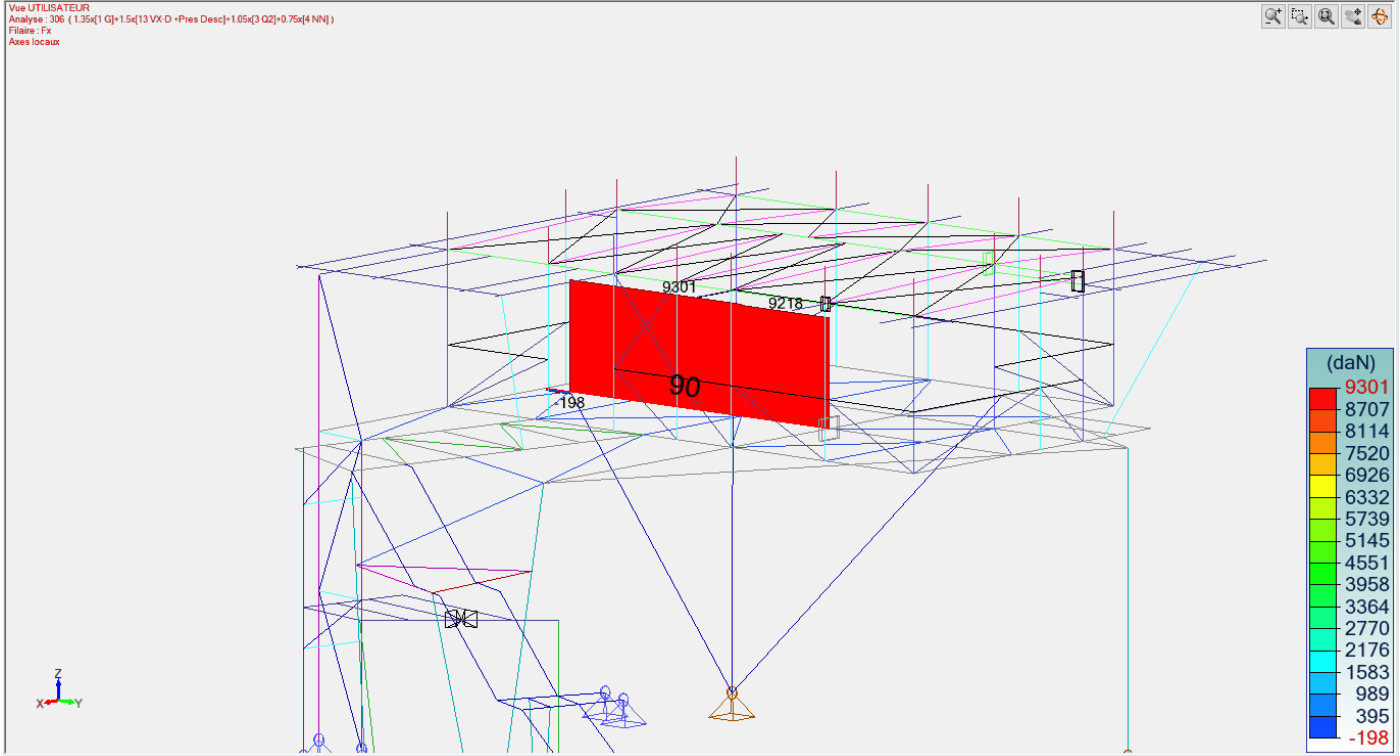 Vue UTILISATEUR
Analyse : 306 ( 1.35x[1 G]+1.5x[13 VX-D +Pres Desc]+1.05x[3 Q2]+0.75x[4 NN] )
Filaire : Fx
Axes locaux
9301
9218
90
-198
(daN)
9301
8707
8114
7520
6926
6332
5739
5145
4551
3958
3364
2770
2176
1583
989
395
-198
Z
X
Y